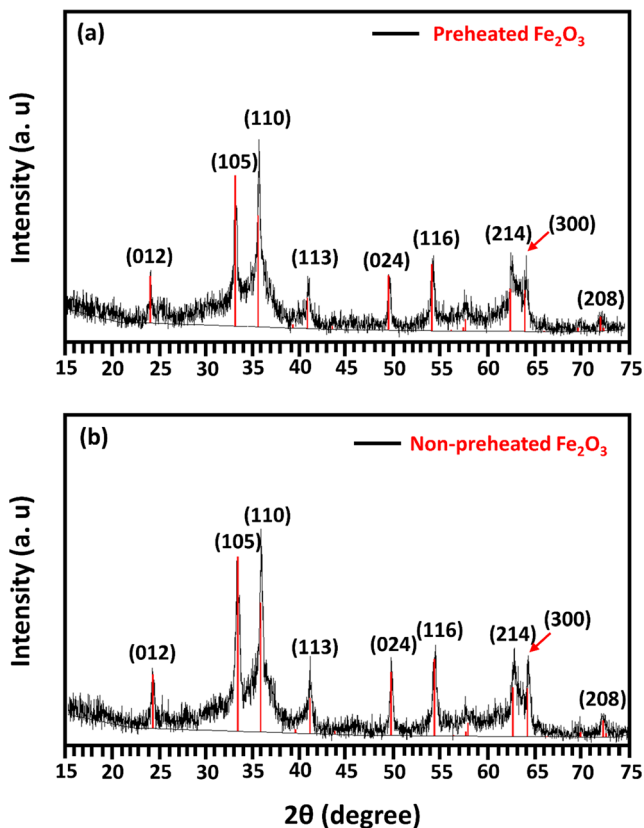 (a)
Preheated Fe₂O₃
Intensity (a. u)
(110)
(105)
(012)
(113)
(024)
(116)
(214)
(300)
(208)
15 20 25 30 35 40 45 50 55 60 65 70 75
(b)
Non-preheated Fe₂O₃
Intensity (a. u)
(110)
(105)
(012)
(113)
(024)
(116)
(214)
(300)
(208)
15 20 25 30 35 40 45 50 55 60 65 70 75
2θ (degree)